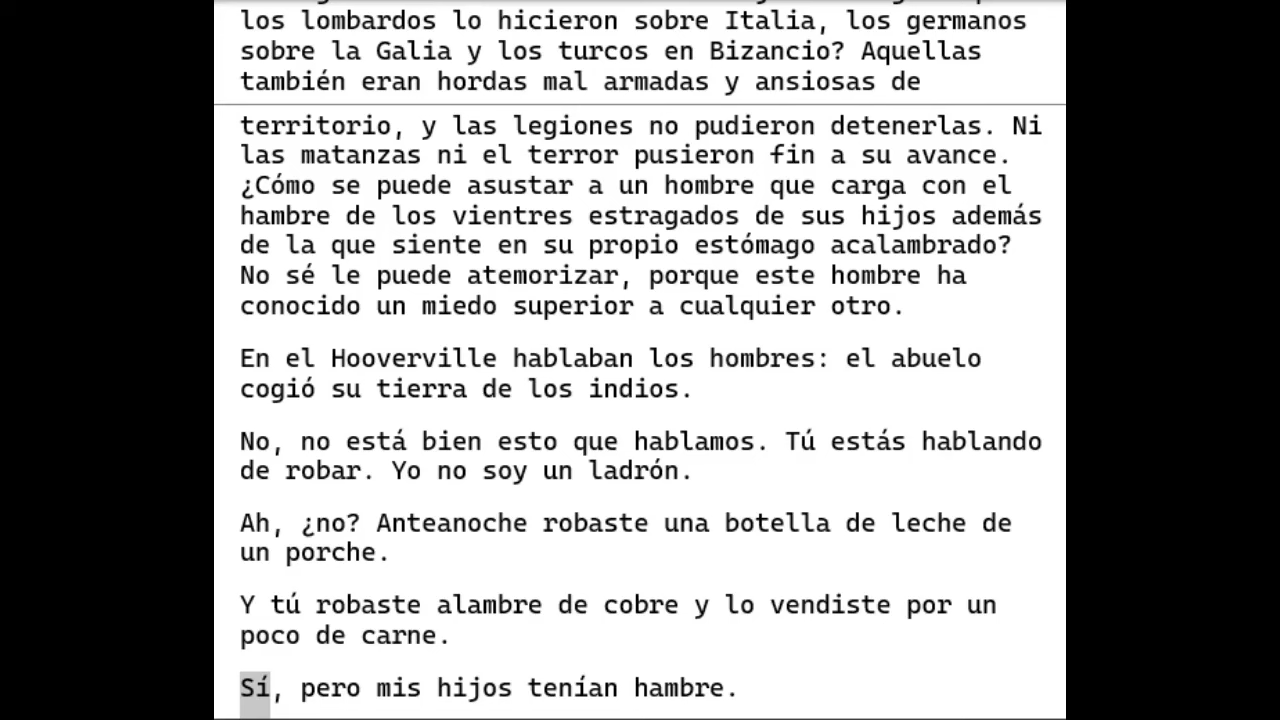 los lombardos lo hicieron sobre Italia, los germanos
sobre la Galia y los turcos en Bizancio? Aquellas
también eran hordas mal armadas y ansiosas de
territorio, y las legiones no pudieron detenerlas. Ni
las matanzas ni el terror pusieron fin a su avance.
¿Cómo se puede asustar a un hombre que carga con el
hambre de los vientres estragados de sus hijos además
de la que siente en su propio estómago acalambrado?
No sé le puede atemorizar, porque este hombre ha
conocido un miedo superior a cualquier otro.
En el Hooverville hablaban los hombres: el abuelo
cogió su tierra de los indios.
No, no está bien esto que hablamos. Tú estás hablando
de robar. Yo no soy un ladrón.
Ah, ¿no? Anteanoche robaste una botella de leche de
un porche.
Y tú robaste alambre de cobre y lo vendiste por un
poco de carne.
Sí, pero mis hijos tenían hambre.